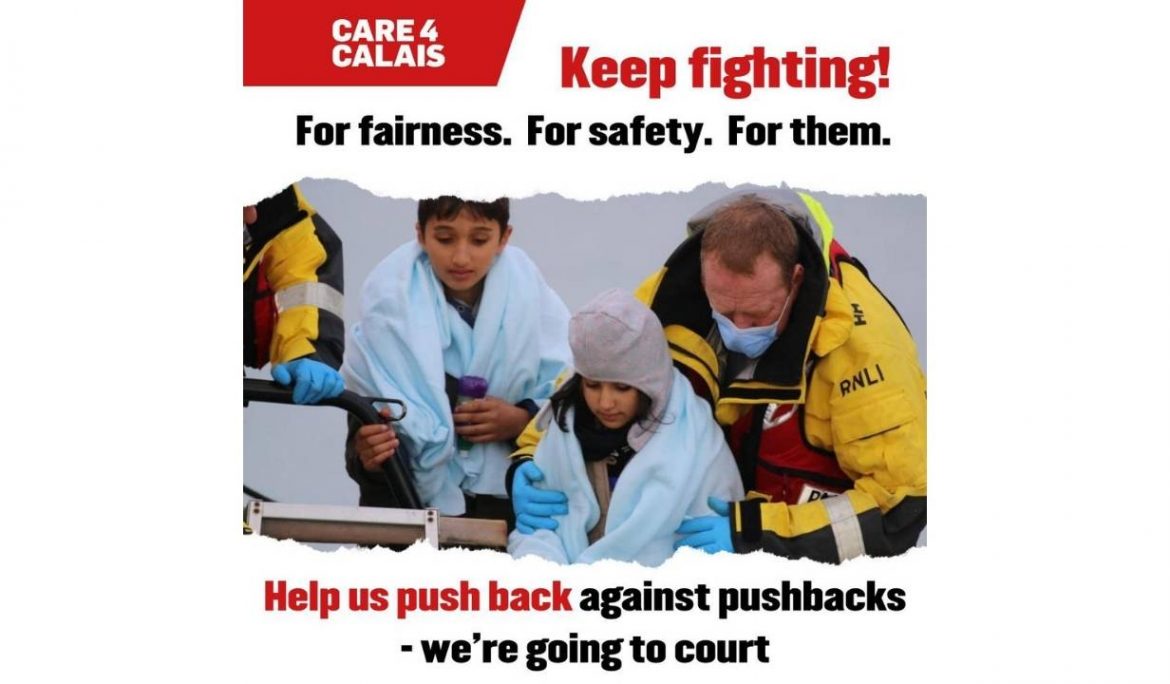 CARE 4
CALAIS
Keep fighting!
For fairness. For safety. For them.
HM
RNLI
Help us push back against pushbacks
- we're going to court